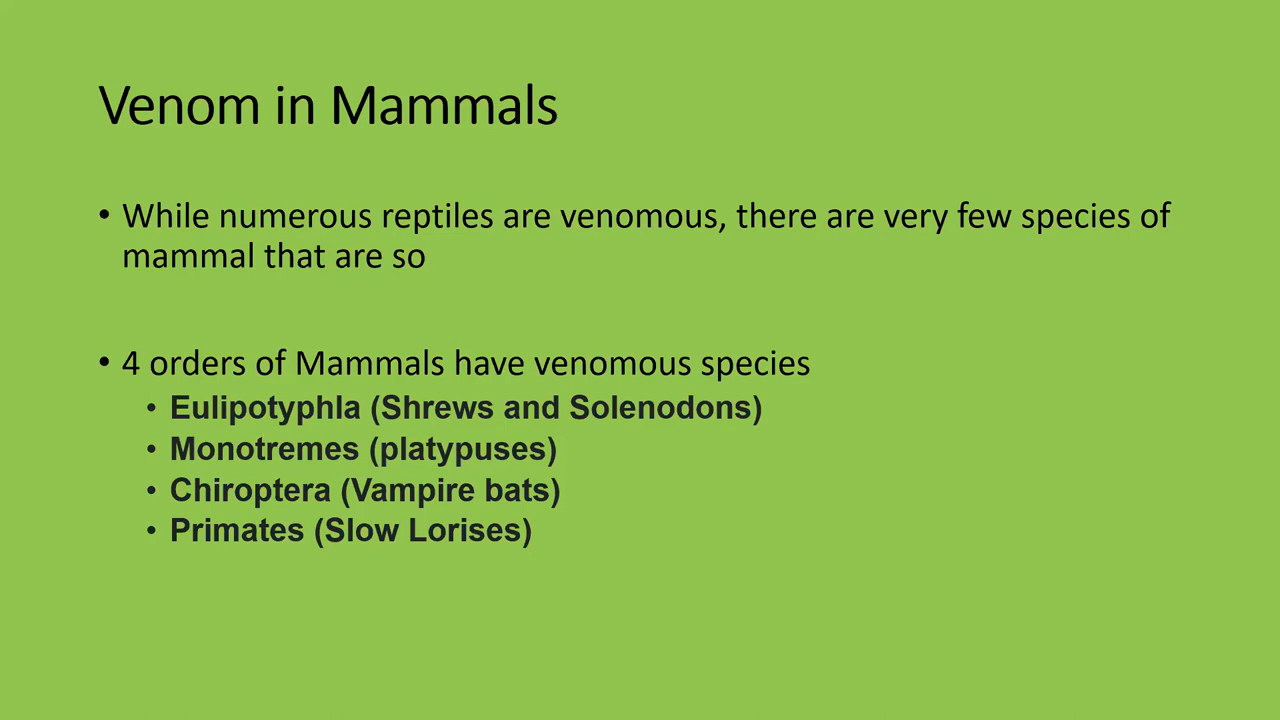 Venom in Mammals
• While numerous reptiles are venomous, there are very few species of
mammal that are so
• 4 orders of Mammals have venomous species
• Eulipotyphla (Shrews and Solenodons)
• Monotremes (platypuses)
• Chiroptera (Vampire bats)
• Primates (Slow Lorises)